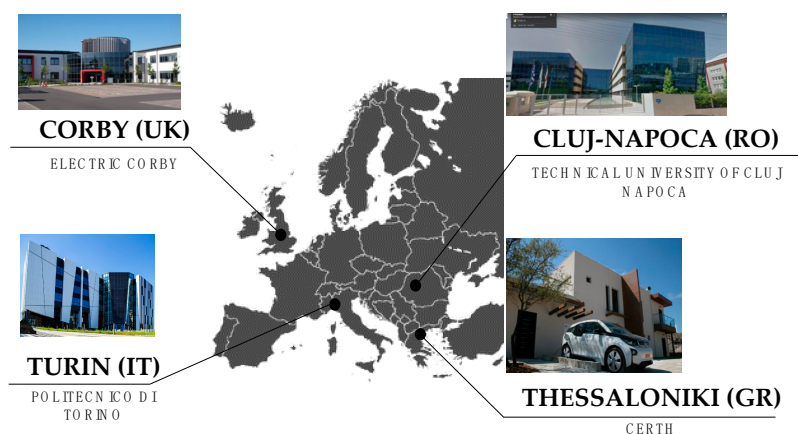 CORBY (UK)
ELECTRIC CORBY
CLUJ-NAPOCA (RO)
TECHNICAL UNIVERSITY OF CLUJ
NAPOCA
TURIN (IT)
POLITECNICO DI
TORINO
THESSALONIKI (GR)
CERTH